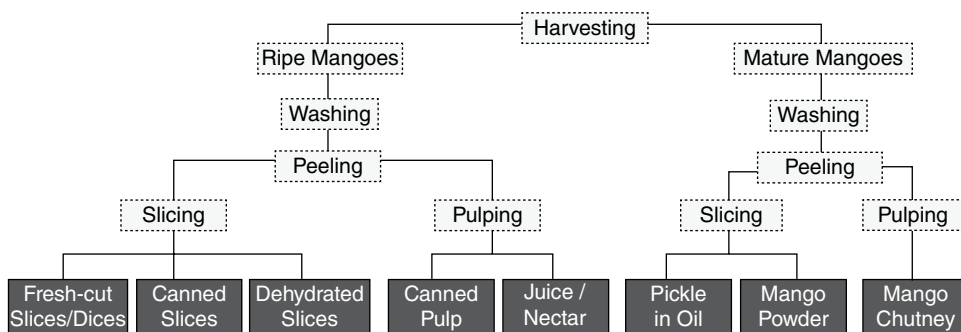 Harvesting
Ripe Mangoes
Mature Mangoes
Washing
Washing
Peeling
Peeling
Slicing
Pulping
Slicing
Pulping
Fresh-cut
Slices/Dices
Canned
Slices
Dehydrated
Slices
Canned
Pulp
Juice /
Nectar
Pickle
in Oil
Mango
Powder
Mango
Chutney